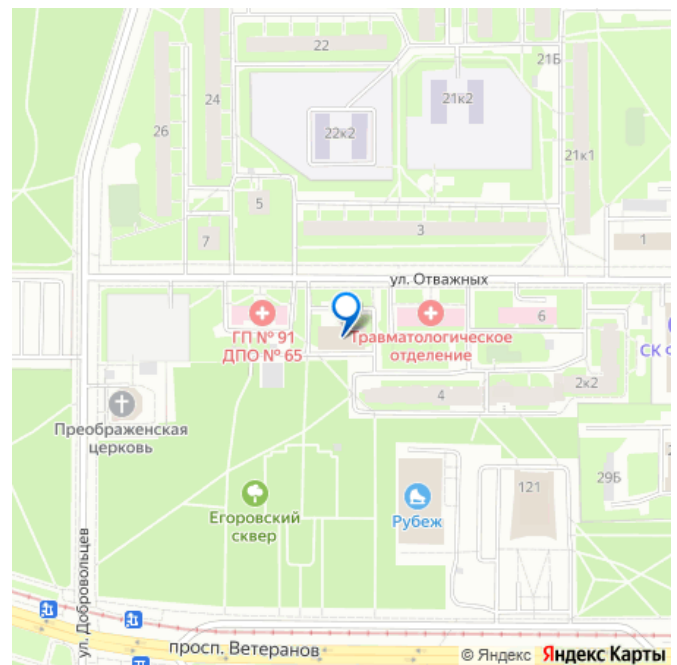 22
21Б
24
21к2
26
22к2
21к1
5
3
7
1
ул. Отважных
ГП № 91
ДПО № 65
Травматологическое
отделение
6
СК
2к2
4
Преображенская
церковь
29Б
121
Егоровский
сквер
Рубеж
ул. Добровольцев
просп. Ветеранов
© Яндекс Яндекс Карты